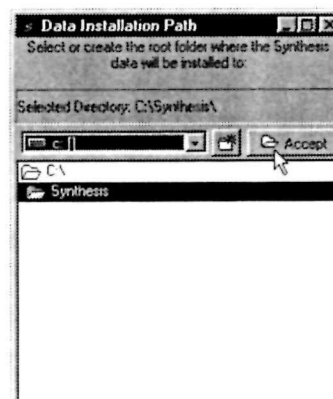 Data Installation Path
Select or create the root folder where the Synthesis
data will be installed to:
Selected Directory: C:\Synthesis\
c: []
Accept
C:\
Synthesis